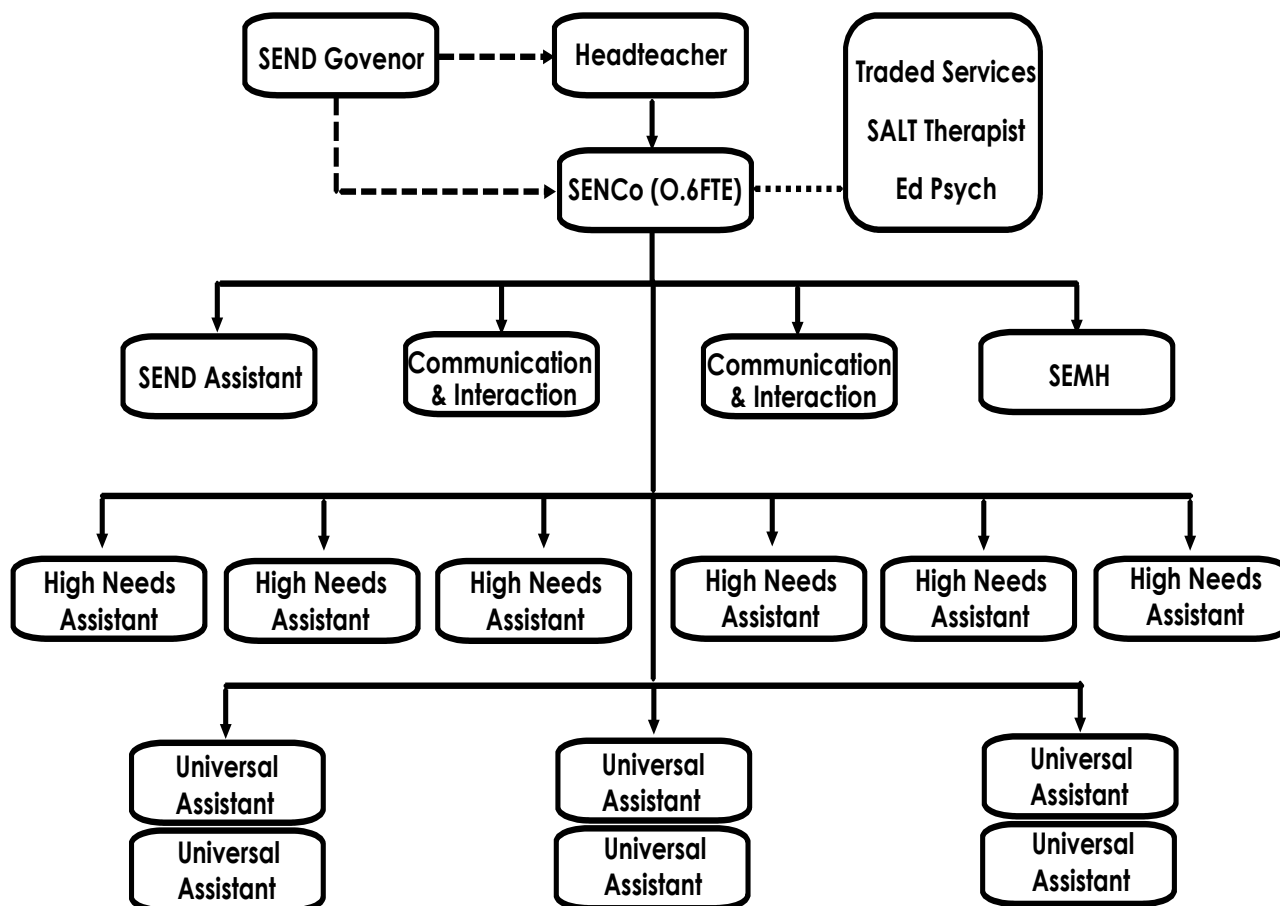 SEND Govenor
Headteacher
Traded Services
SALT Therapist
Ed Psych
SENCo (O.6FTE)
SEND Assistant
Communication
& Interaction
Communication
& Interaction
SEMH
High Needs
Assistant
High Needs
Assistant
High Needs
Assistant
High Needs
Assistant
High Needs
Assistant
High Needs
Assistant
Universal
Assistant
Universal
Assistant
Universal
Assistant
Universal
Assistant
Universal
Assistant
Universal
Assistant